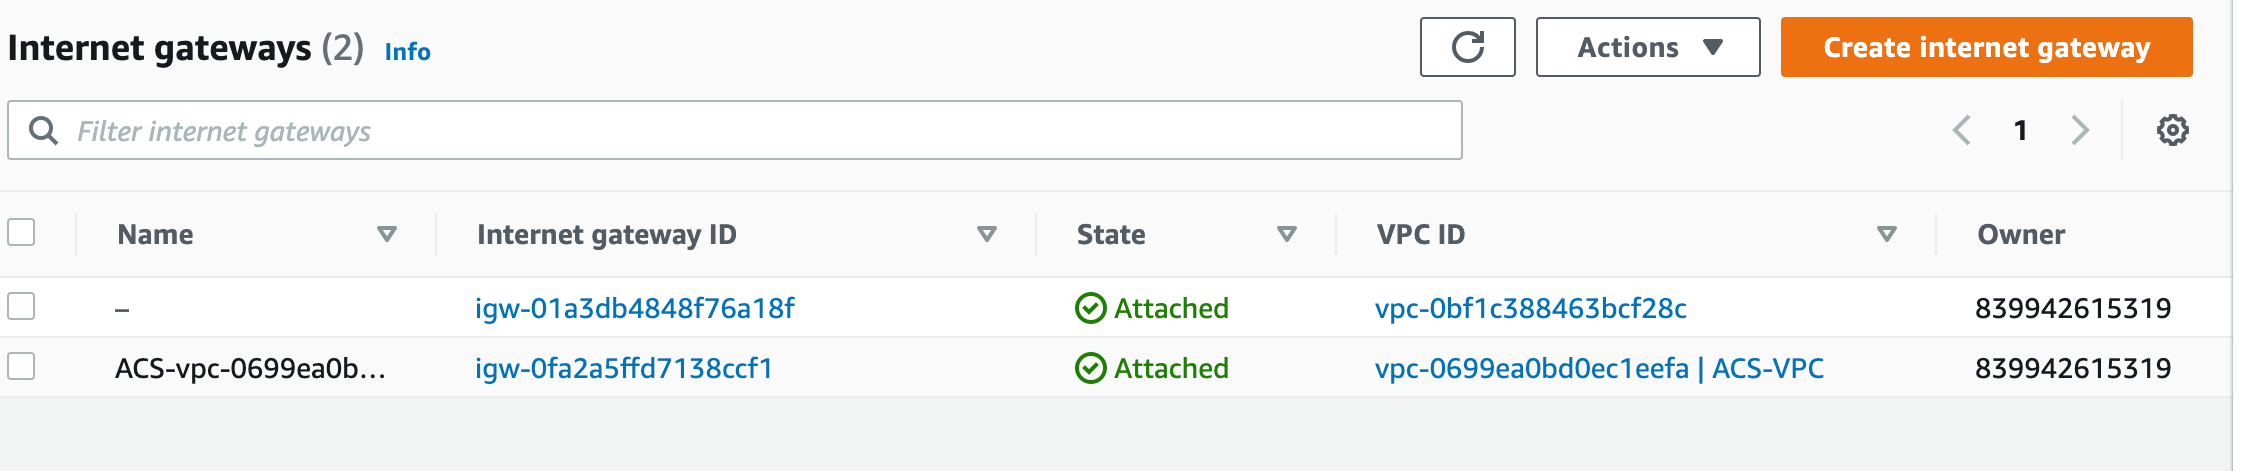 Internet gateways (2) Info
Actions
Create internet gateway
Filter internet gateways
1
Name Internet gateway ID State VPC ID Owner
– igw-01a3db4848f76a18f Attached vpc-0bf1c388463bcf28c 839942615319
ACS-vpc-0699ea0b... igw-0fa2a5ffd7138ccf1 Attached vpc-0699ea0bd0ec1eefa | ACS-VPC 839942615319